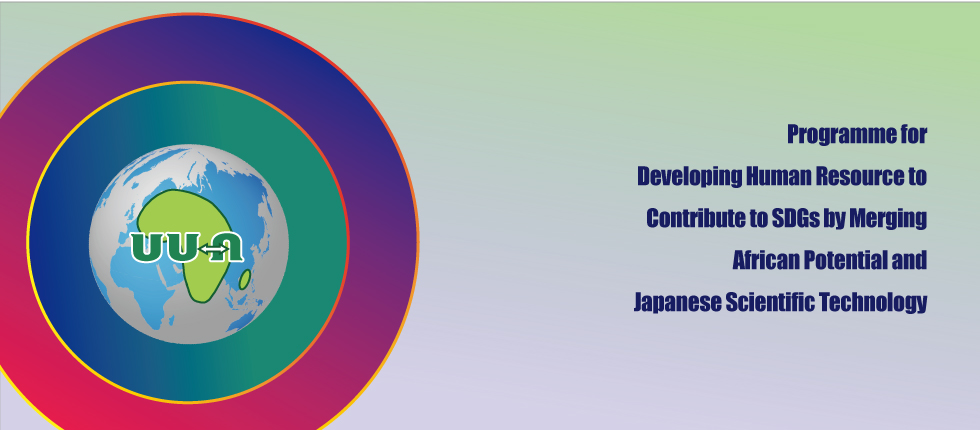 UU↔A
Programme for
Developing Human Resource to
Contribute to SDGs by Merging
African Potential and
Japanese Scientific Technology